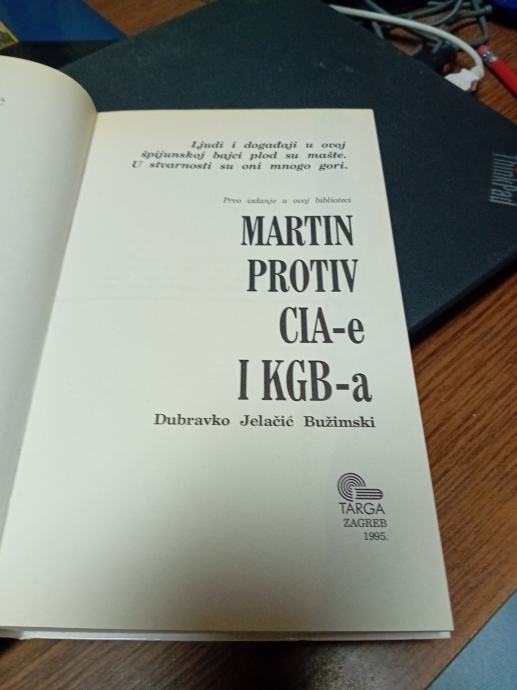 Ljudi i događaji u ovoj
špijunskoj bajci plod su mašte.
U stvarnosti su oni mnogo gori.
Prvo izdanje u ovoj biblioteci
MARTIN
PROTIV
CIA-e
I KGB-a
Dubravko Jelačić Bužimski
TARGA
ZAGREB
1995.
ThinkPad